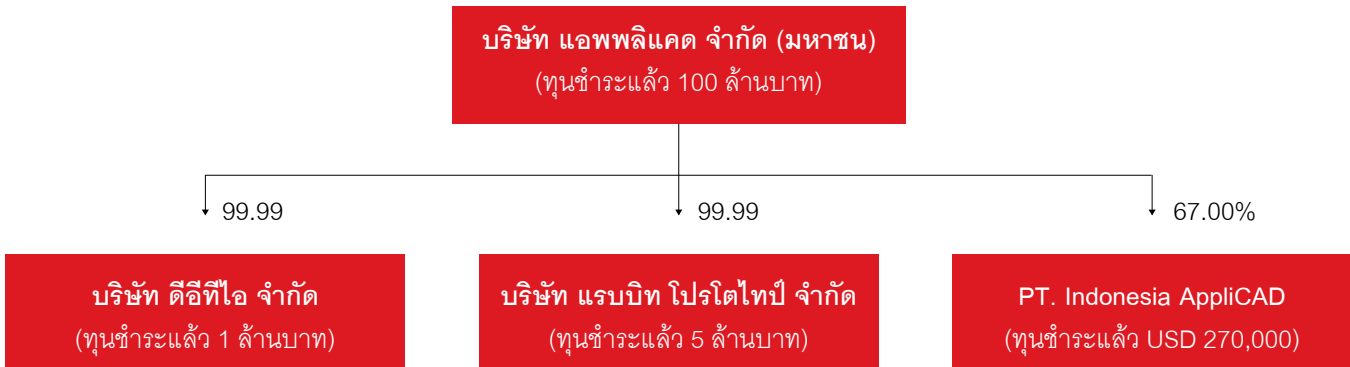 บริษัท แอพพลิแคด จำกัด (มหาชน)
(ทุนชำระแล้ว 100 ล้านบาท)
99.99
99.99
67.00%
บริษัท ดีอีทีไอ จำกัด
(ทุนชำระแล้ว 1 ล้านบาท)
บริษัท แรบบิท โปรโตไทป์ จำกัด
(ทุนชำระแล้ว 5 ล้านบาท)
PT. Indonesia AppliCAD
(ทุนชำระแล้ว USD 270,000)